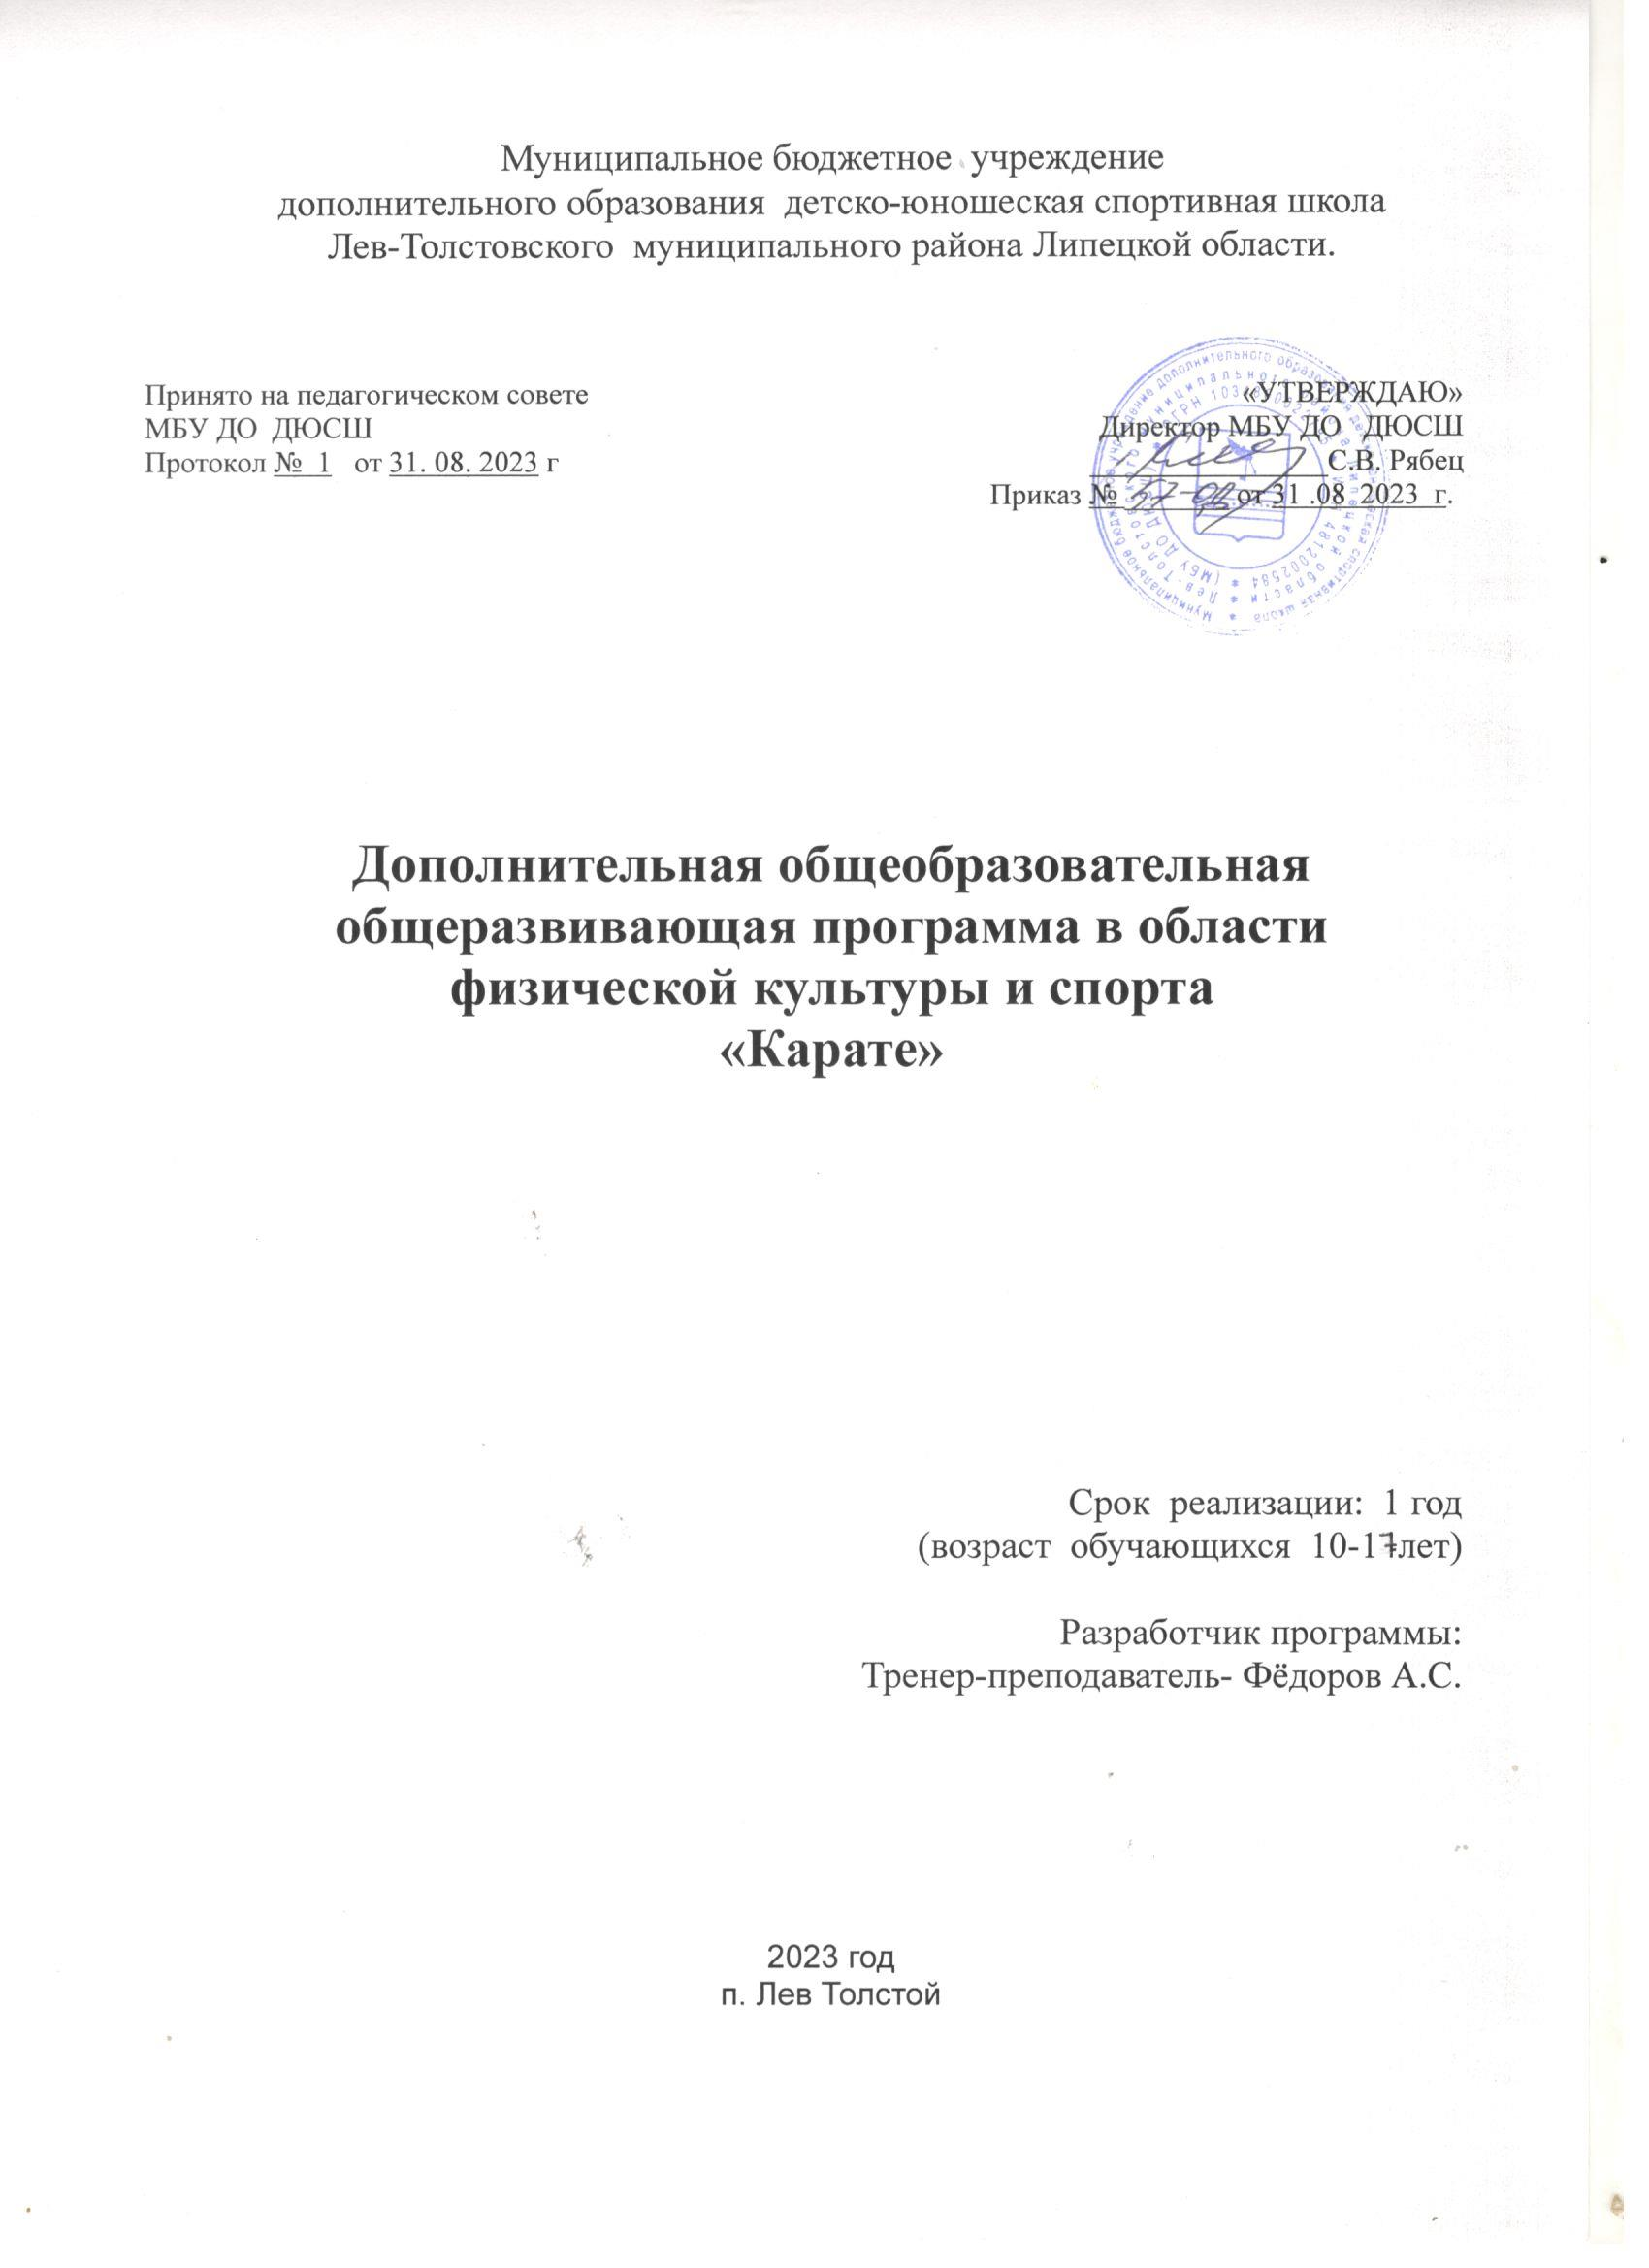 Муниципальное бюджетное учреждение
дополнительного образования детско-юношеская спортивная школа
Лев-Толстовского муниципального района Липецкой области.
Принято на педагогическом совете
МБУ ДО ДЮСШ
Протокол № 1 от 31. 08. 2023 г
«УТВЕРЖДАЮ»
Директор МБУ ДО ДЮСШ
С.В. Рябец
Приказ № от 31 .08 2023 г.
Дополнительная общеобразовательная
общеразвивающая программа в области
физической культуры и спорта
«Карате»
Срок реализации: 1 год
(возраст обучающихся 10-17лет)
Разработчик программы:
Тренер-преподаватель- Фёдоров А.С.
2023 год
п. Лев Толстой